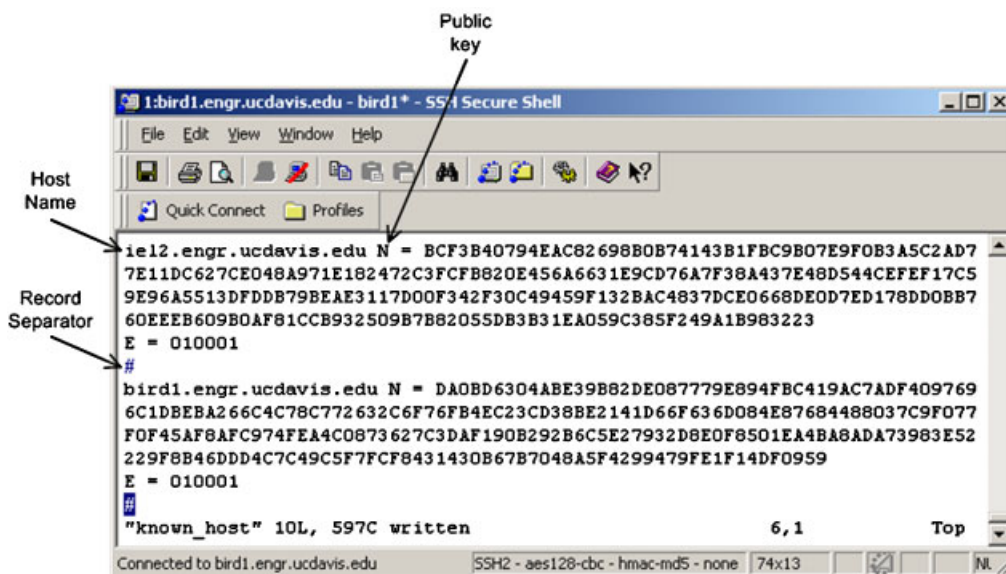 Public
key
1:bird1.engr.ucdavis.edu - bird1* - SSH Secure Shell
File Edit View Window Help
Quick Connect Profiles
Host
Name
iel2.engr.ucdavis.edu N = BCF3B40794EAC82698B0B74143B1FBC9B07E9F0B3A5C2AD7
7E11DC627CE048A971E182472C3FCFB820E456A6631E9CD76A7F38A437E48D544CEFEF17C5
9E96A5513DFDDB79BEAE3117D00F342F30C49459F132BAC4837DCE0668DE0D7ED178DD0BB7
60EEEB609B0AF81CCB932509B7B82055DB3B31EA059C385F249A1B983223
E = 010001
Record
Separator
#
bird1.engr.ucdavis.edu N = DA0BD6304ABE39B82DE087779E894FBC419AC7ADF409769
6C1DBEBA266C4C78C772632C6F76FB4EC23CD38BE2141D66F636D084E87684488037C9F077
F0F45AF8AFC974FEA4C0873627C3DAF190B292B6C5E27932D8E0F8501EA4BA8ADA73983E52
229F8B46DDD4C7C49C5F7FCF8431430B67B7048A5F4299479FE1F14DF0959
E = 010001
#
"known_host" 10L, 597C written 6,1 Top
Connected to bird1.engr.ucdavis.edu SSH2 - aes128-cbc - hmac-md5 - none 74x13 NU